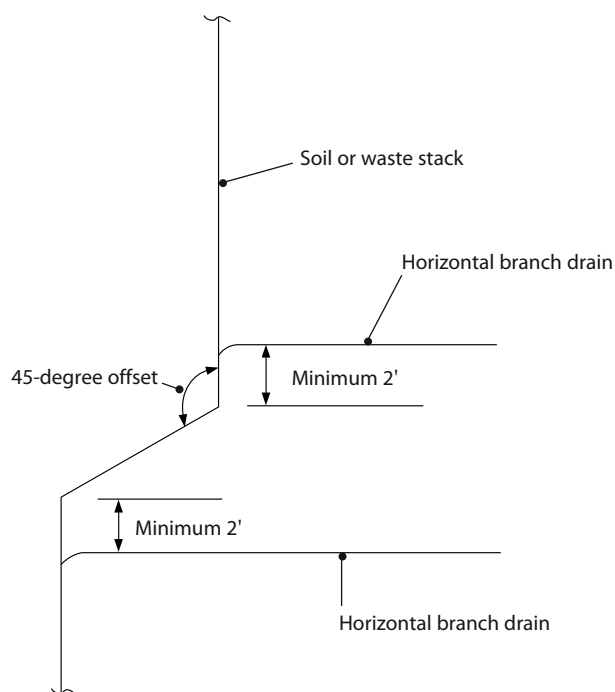 Soil or waste stack
Horizontal branch drain
45-degree offset
Minimum 2'
Minimum 2'
Horizontal branch drain